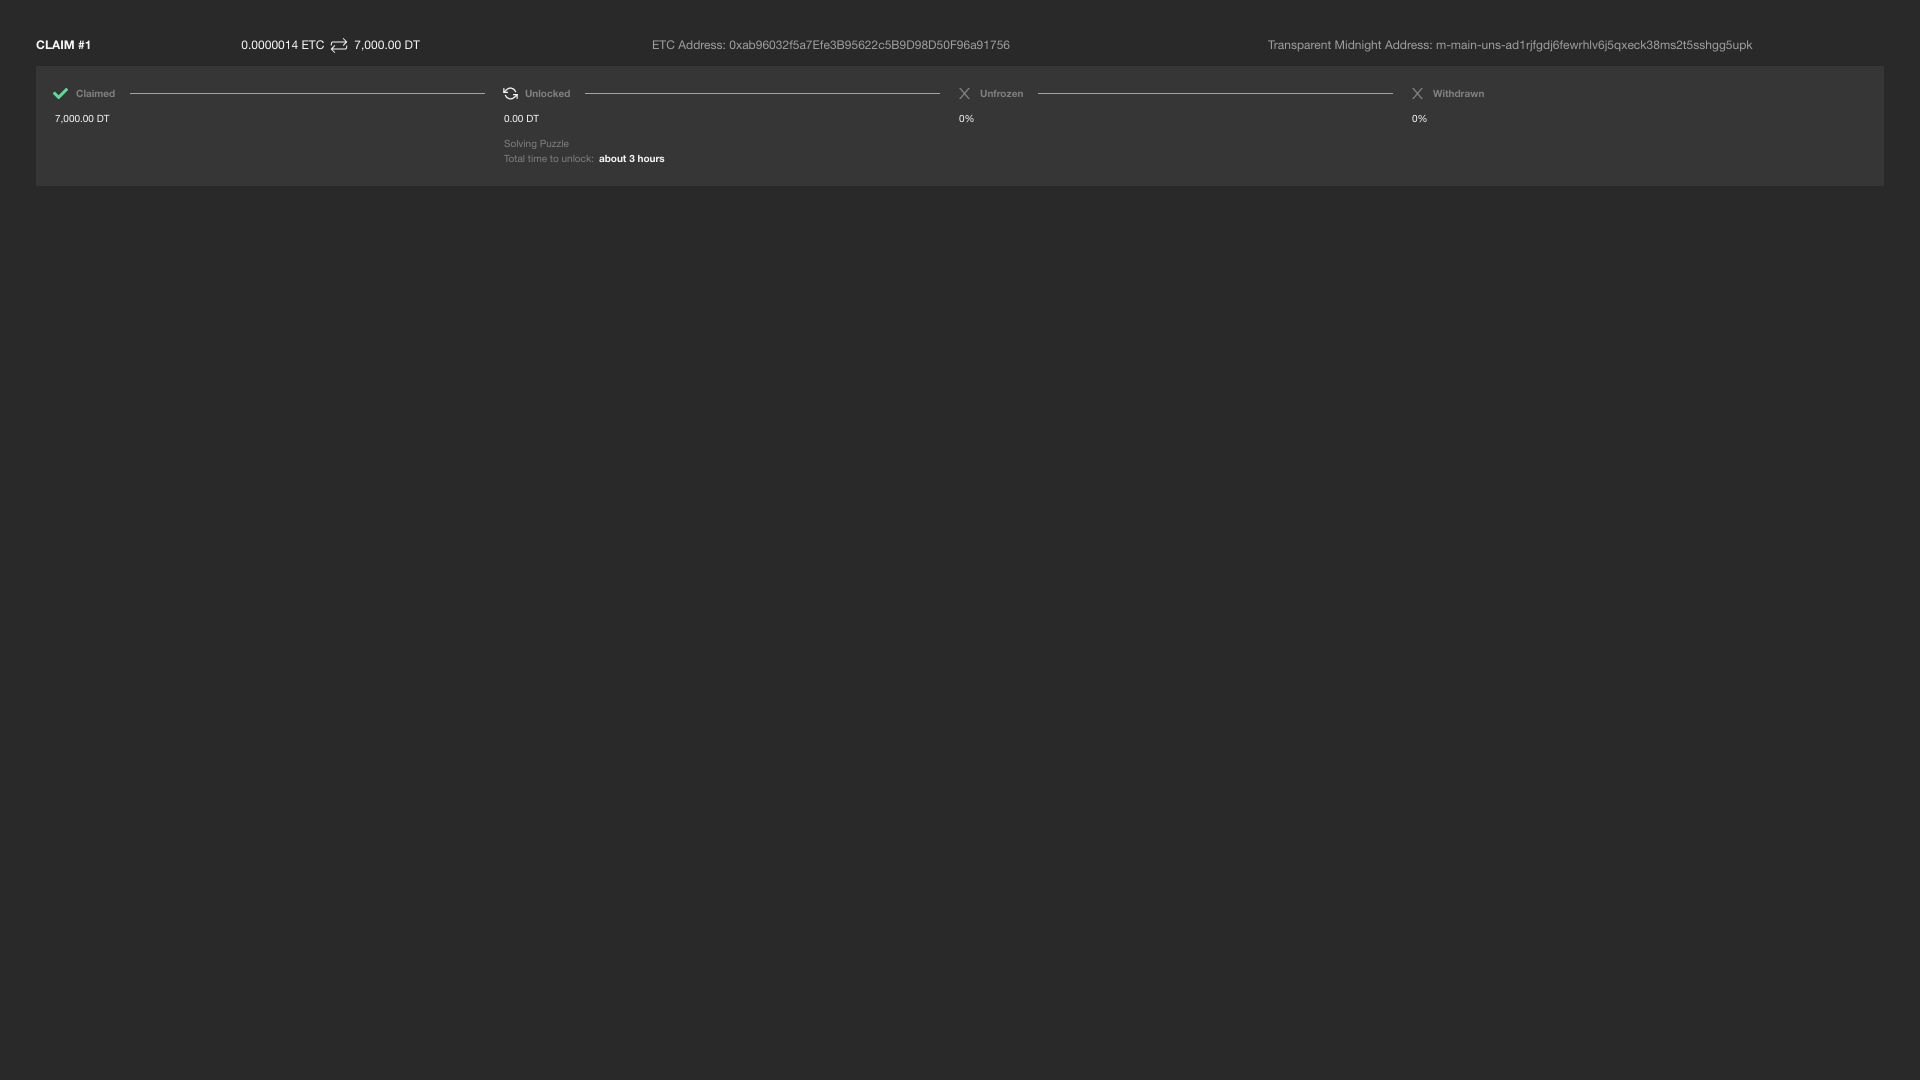 CLAIM #1 0.0000014 ETC 7,000.00 DT ETC Address: 0xab96032f5a7Efe3B95622c5B9D98D50F96a91756 Transparent Midnight Address: m-main-uns-ad1rjfgdj6fewrhlv6j5qxeck38ms2t5sshgg5upk
Claimed Unlocked Unfrozen Withdrawn
7,000.00 DT 0.00 DT 0% 0%
Solving Puzzle
Total time to unlock: about 3 hours